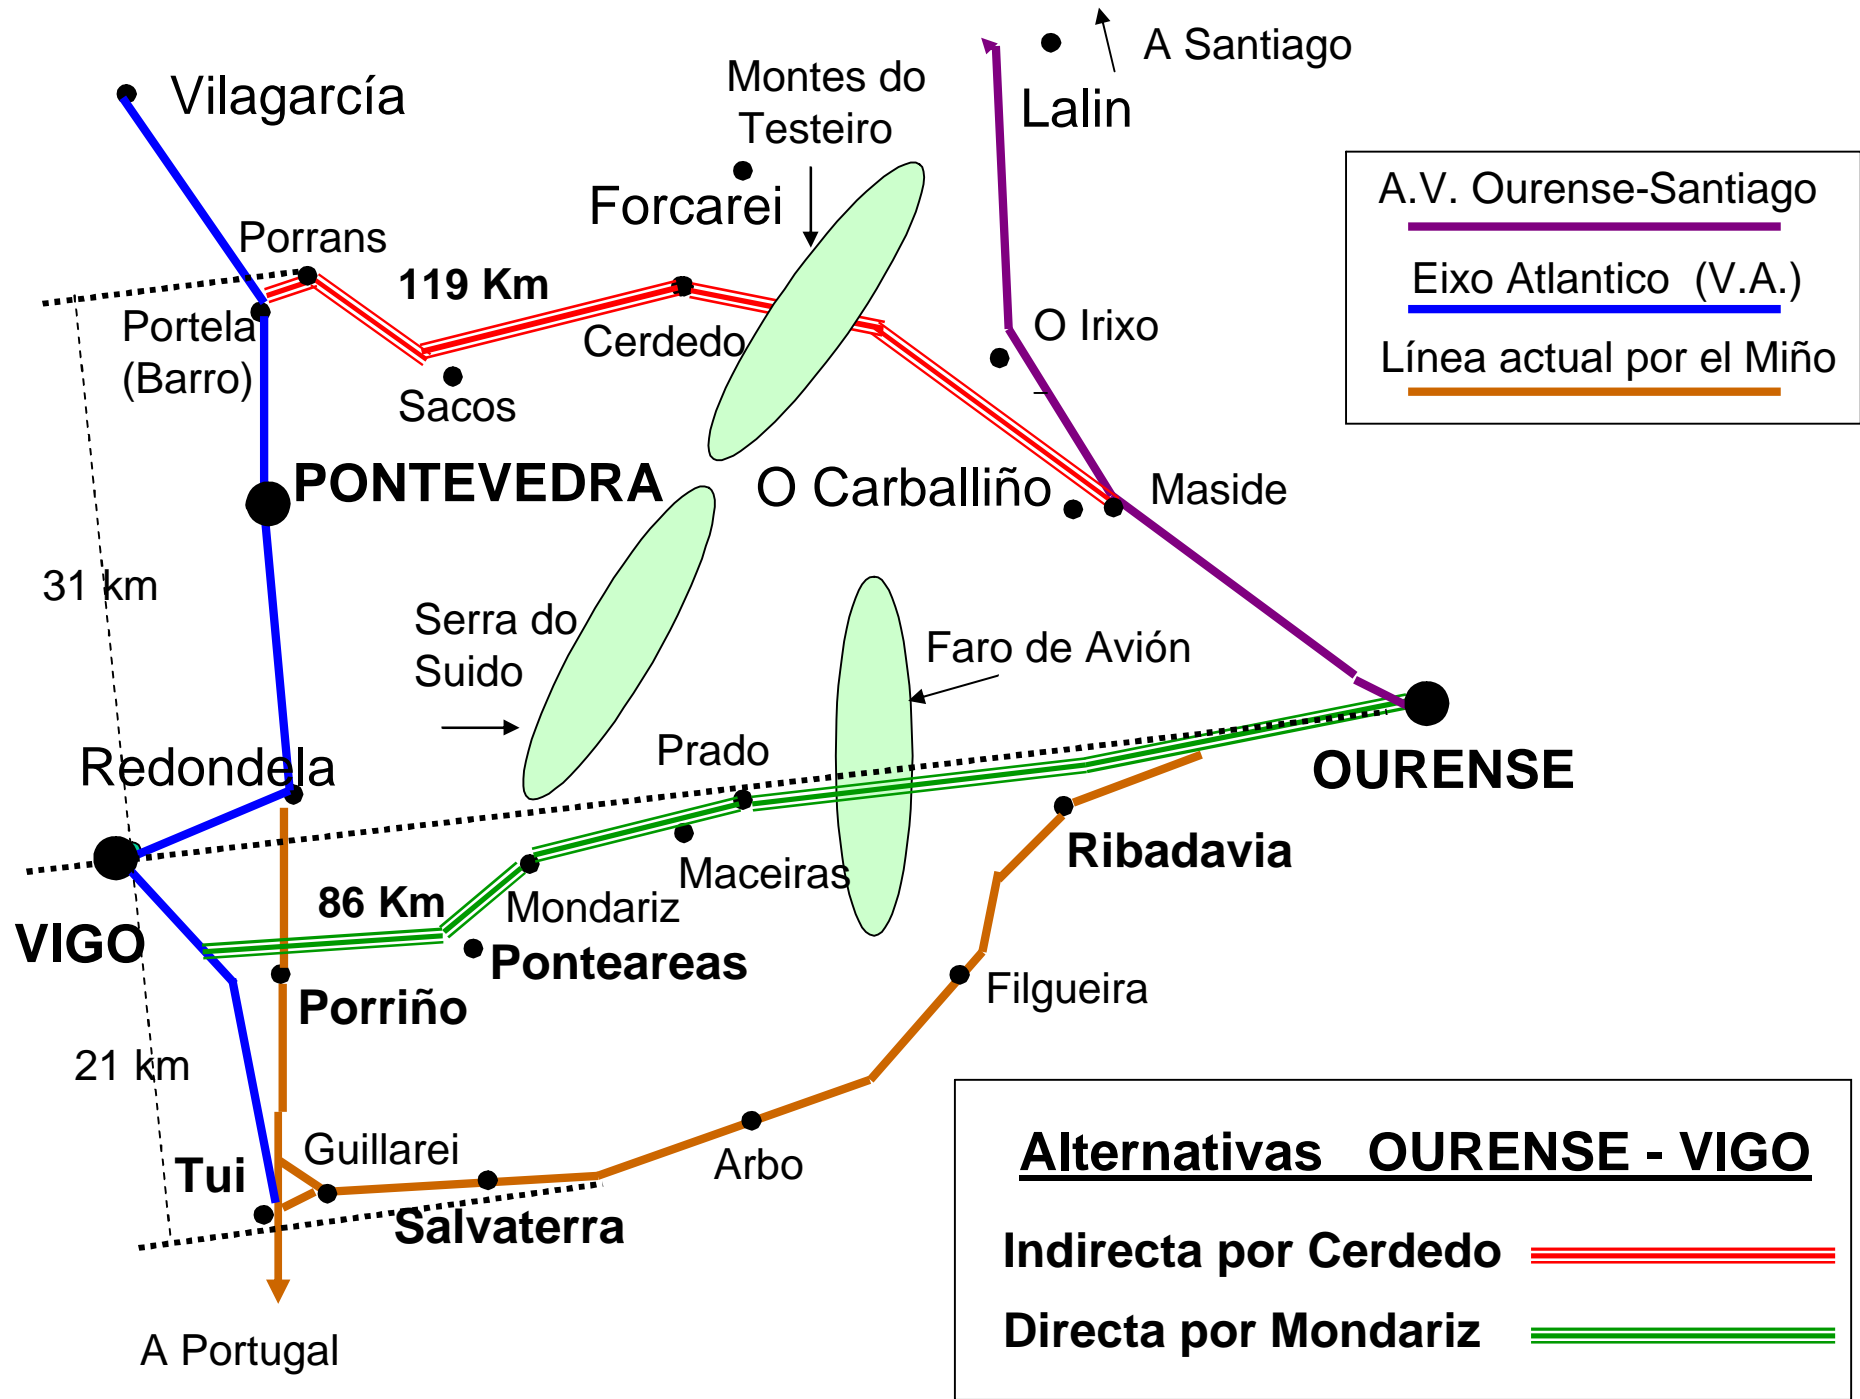 A Santiago
Montes do
Testeiro
Vilagarcía
Lalin
Forcarei
A.V. Ourense-Santiago
Porrans
119 Km
Eixo Atlantico (V.A.)
Portela
(Barro)
Cerdedo
O Irixo
Línea actual por el Miño
Sacos
PONTEVEDRA
O Carballiño
Maside
31 km
Serra do
Suido
Faro de Avión
Redondela
Prado
OURENSE
Ribadavia
Maceiras
86 Km
Mondariz
VIGO
Ponteareas
Porriño
Filgueira
21 km
Guillarei
Tui
Arbo
Salvaterra
Alternativas OURENSE - VIGO
Indirecta por Cerdedo
Directa por Mondariz
A Portugal